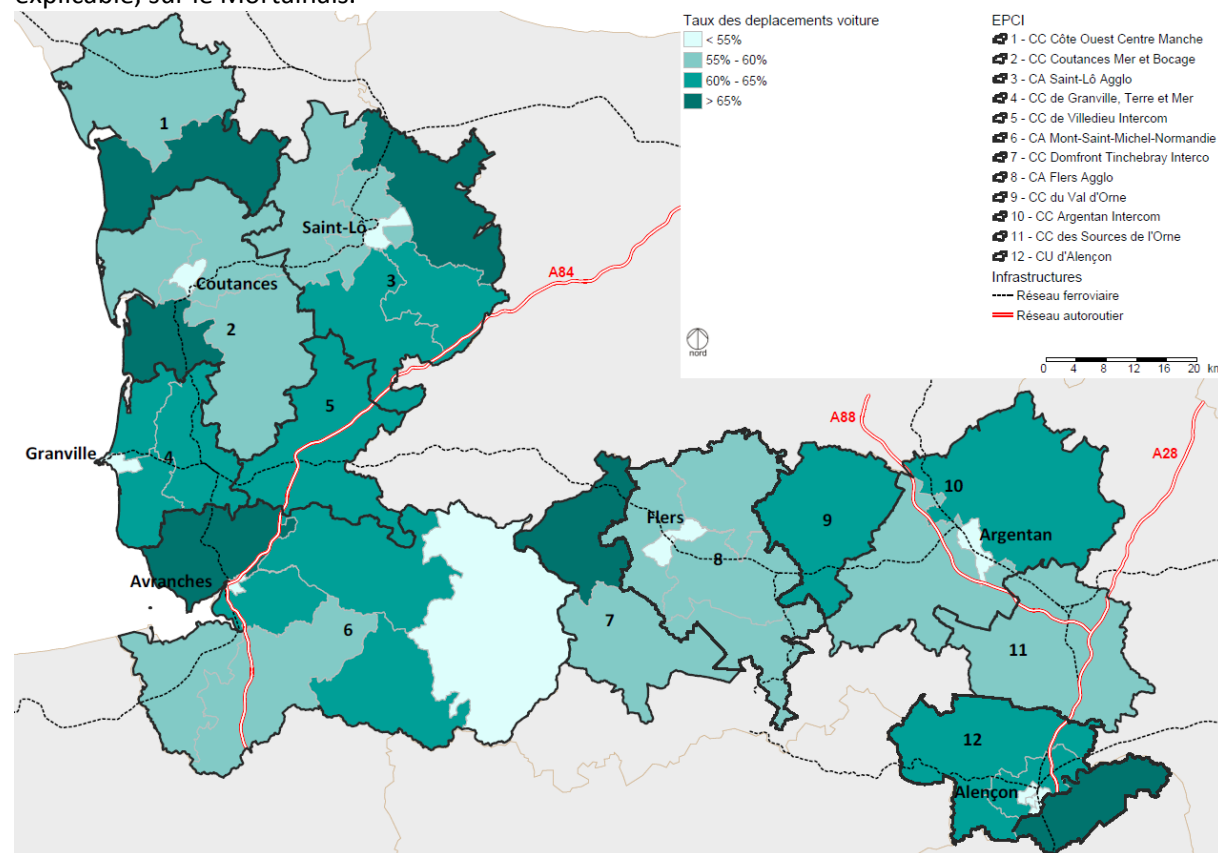 explicable, sur le Mortainais.
Taux des deplacements voiture
< 55%
55% - 60%
60% - 65%
> 65%
EPCI
1 - CC Côte Ouest Centre Manche
2 - CC Coutances Mer et Bocage
3 - CA Saint-Lô Agglo
4 - CC de Granville, Terre et Mer
5 - CC de Villedieu Intercom
6 - CA Mont-Saint-Michel-Normandie
7 - CC Domfront Tinchebray Interco
8 - CA Flers Agglo
9 - CC du Val d'Orne
10 - CC Argentan Intercom
11 - CC des Sources de l'Orne
12 - CU d'Alençon
Infrastructures
Réseau ferroviaire
Réseau autoroutier
nord
0 4 8 12 16 20 km
1
Saint-Lô
A84
3
Coutances
2
5
A88
Granville
4
A28
10
Flers
9
Argentan
8
Avranches
7
6
11
12
Alençon